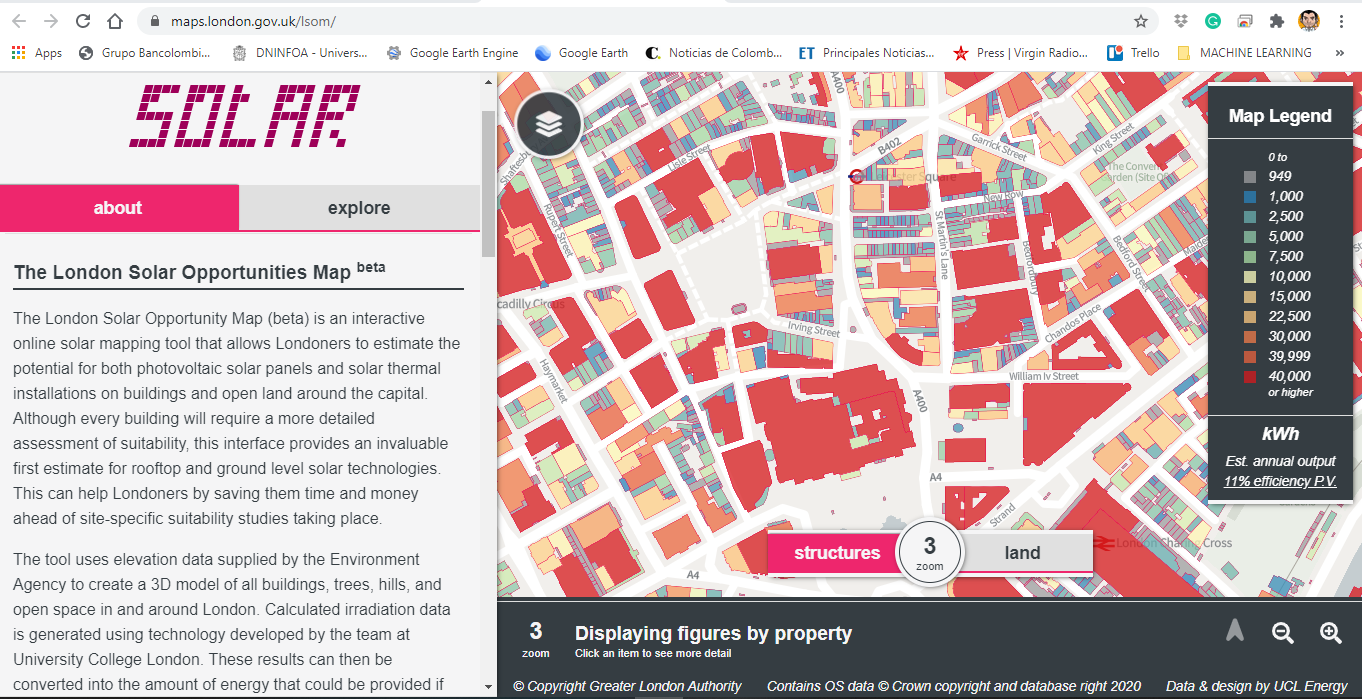 maps.london.gov.uk/lsom/
Apps
Grupo Bancolombi...
DNINFOA - Univers...
Google Earth Engine
Google Earth
Noticias de Colomb...
Principales Noticias...
Press | Virgin Radio...
Trello
MACHINE LEARNING
»
SOLAR
about
explore
The London Solar Opportunities Map beta
The London Solar Opportunity Map (beta) is an interactive
online solar mapping tool that allows Londoners to estimate the
potential for both photovoltaic solar panels and solar thermal
installations on buildings and open land around the capital.
Although every building will require a more detailed
assessment of suitability, this interface provides an invaluable
first estimate for rooftop and ground level solar technologies.
This can help Londoners by saving them time and money
ahead of site-specific suitability studies taking place.
The tool uses elevation data supplied by the Environment
Agency to create a 3D model of all buildings, trees, hills, and
open space in and around London. Calculated irradiation data
is generated using technology developed by the team at
University College London. These results can then be
converted into the amount of energy that could be provided if
A400
B402
Garrick Street
King Street
Lisle Street
Shaftesbu
Rupert Street
New Row
St Martin's Lane
Bedfordbury
Bedford Street
Maiden
cadilly Circus
Haymarket
Irving Street
Chandos Place
William Iv Street
A400
A4
Strand
A4
London Charing Cross
Map Legend
0 to
949
1,000
2,500
5,000
7,500
10,000
15,000
22,500
30,000
39,999
40,000
or higher
kWh
Est. annual output
11% efficiency P.V.
structures
3
zoom
land
3
zoom
Displaying figures by property
Click an item to see more detail
© Copyright Greater London Authority
Contains OS data © Crown copyright and database right 2020
Data & design by UCL Energy